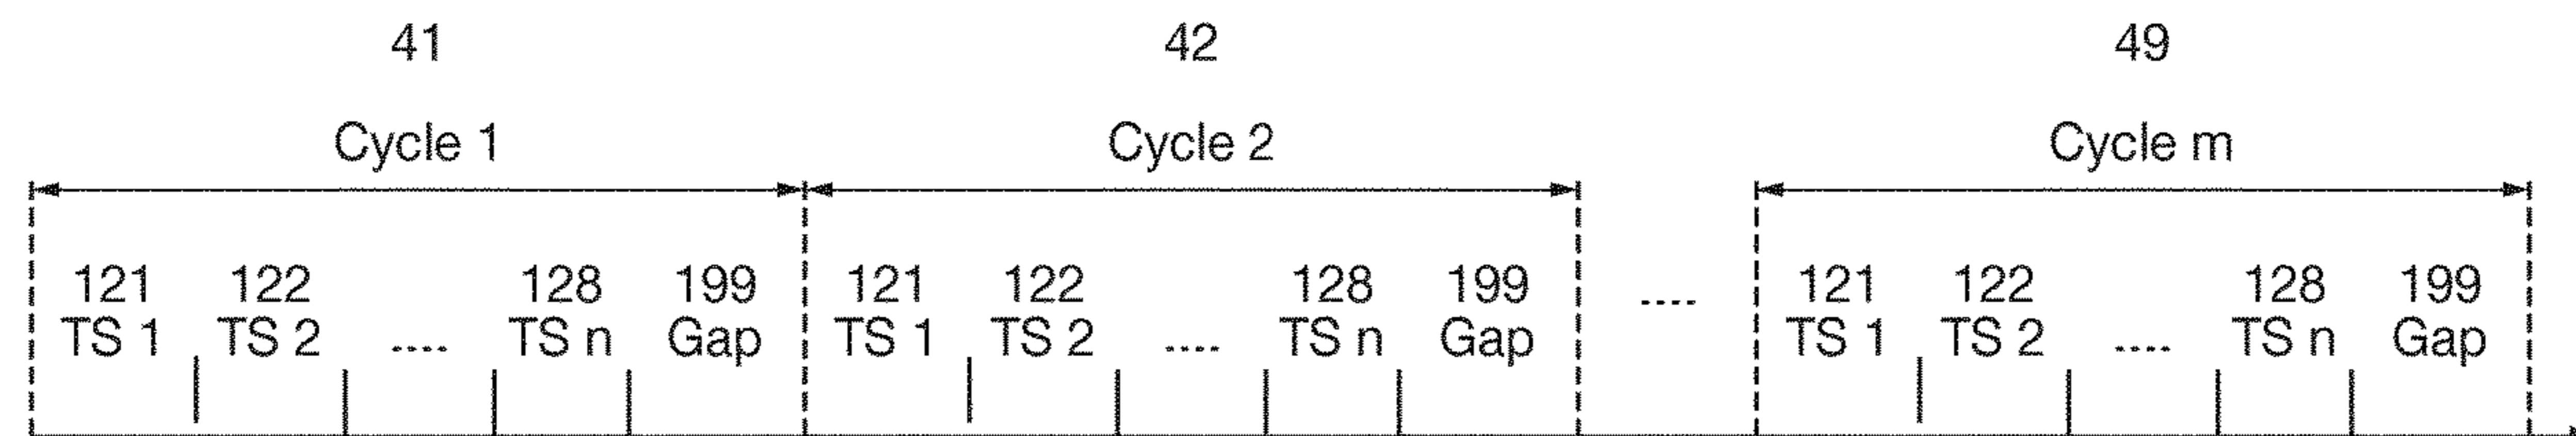 41 42 49
Cycle 1 Cycle 2 Cycle m
121 122 128 199 121 122 128 199 ---- 121 122 128 199
TS 1 TS 2 ---- TS n Gap TS 1 TS 2 ---- TS n Gap TS 1 TS 2 ---- TS n Gap